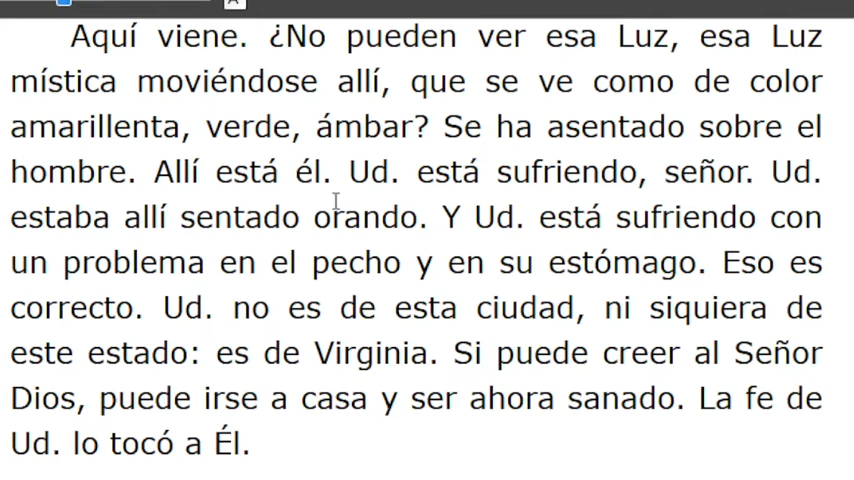 Aquí viene. ¿No pueden ver esa Luz, esa Luz
mística moviéndose allí, que se ve como de color
amarillenta, verde, ámbar? Se ha asentado sobre el
hombre. Allí está él. Ud. está sufriendo, señor. Ud.
estaba allí sentado orando. Y Ud. está sufriendo con
un problema en el pecho y en su estómago. Eso es
correcto. Ud. no es de esta ciudad, ni siquiera de
este estado: es de Virginia. Si puede creer al Señor
Dios, puede irse a casa y ser ahora sanado. La fe de
Ud. lo tocó a Él.